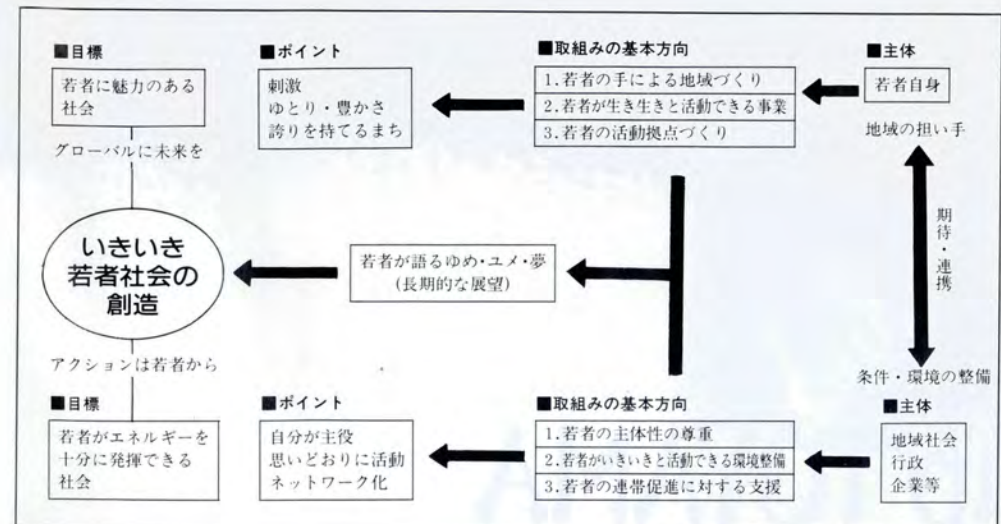 ■目標
若者に魅力のある
社会
グローバルに未来を
いきいき
若者社会の
創造
アクションは若者から
■目標
若者がエネルギーを
十分に発揮できる
社会
■ポイント
刺激
ゆとり・豊かさ
誇りを持てるまち
若者が語るゆめ・ユメ・夢
(長期的な展望)
■ポイント
自分が主役
思いどおりに活動
ネットワーク化
■取組みの基本方向
1.若者の手による地域づくり
2.若者が生き生きと活動できる事業
3.若者の活動拠点づくり
■取組みの基本方向
1.若者の主体性の尊重
2.若者がいきいきと活動できる環境整備
3.若者の連帯促進に対する支援
■主体
若者自身
地域の担い手
期待・連携
条件・環境の整備
■主体
地域社会
行政
企業等